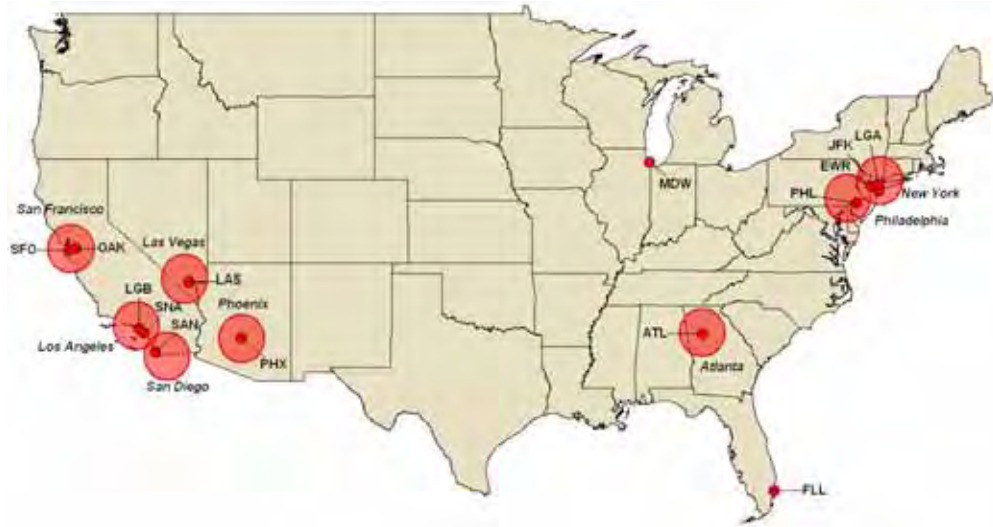 San Francisco
SFO
OAK
Las Vegas
LAS
LGB
SNA
SAN
Los Angeles
San Diego
Phoenix
PHX
MDW
LGA
JFK
EWR
PHL
New York
Philadelphia
ATL
Atlanta
FLL